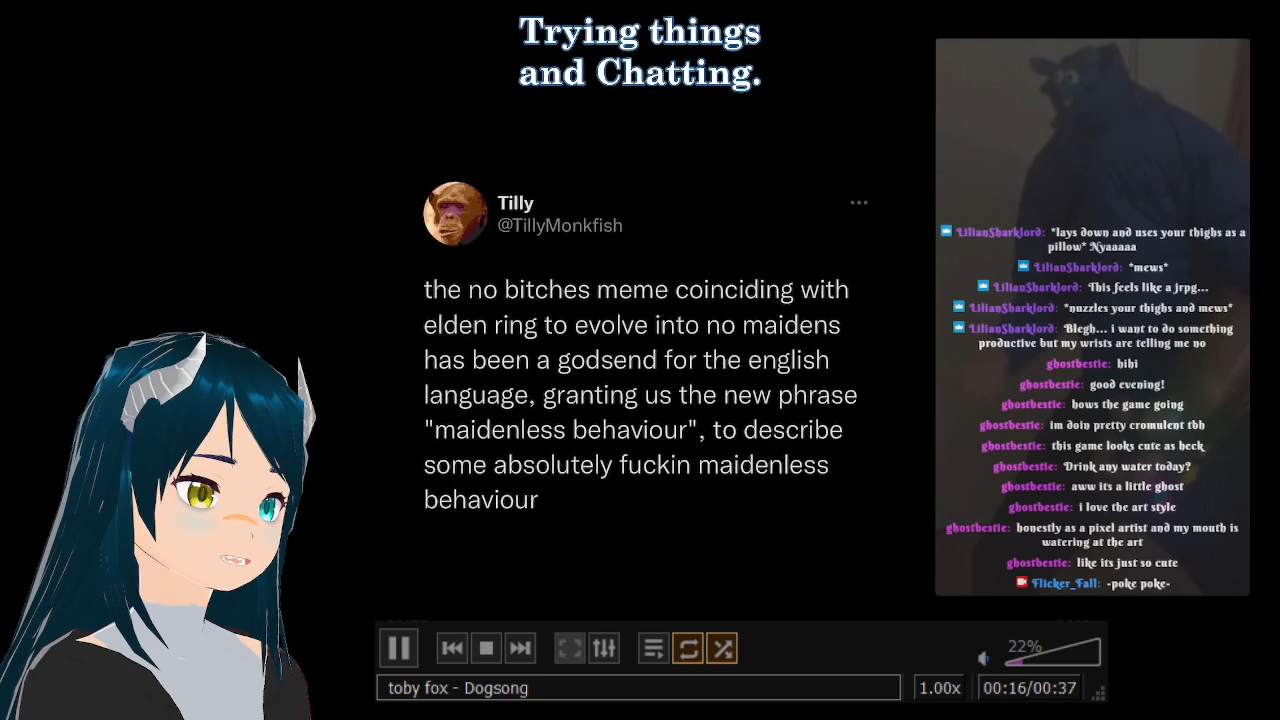 Trying things
and Chatting.
Tilly
@TillyMonkfish
the no bitches meme coinciding with
elden ring to evolve into no maidens
has been a godsend for the english
language, granting us the new phrase
"maidenless behaviour", to describe
some absolutely fuckin maidenless
behaviour
LilianSharklord: *lays down and uses your thighs as a
pillow* Nyaaaaa
LilianSharklord: *mews*
LilianSharklord: This feels like a jrpg...
LilianSharklord: *nuzzles your thighs and mews*
LilianSharklord: Blegh... i want to do something
productive but my wrists are telling me no
ghostbestie: hihi
ghostbestie: good evening!
ghostbestie: hows the game going
ghostbestie: im doin pretty cromulent tbh
ghostbestie: this game looks cute as heck
ghostbestie: Drink any water today?
ghostbestie: aww its a little ghost
ghostbestie: i love the art style
ghostbestie: honestly as a pixel artist and my mouth is
watering at the art
ghostbestie: like its just so cute
Flicker_Fall: -poke poke-
22%
toby fox - Dogsong
1.00x
00:16/00:37